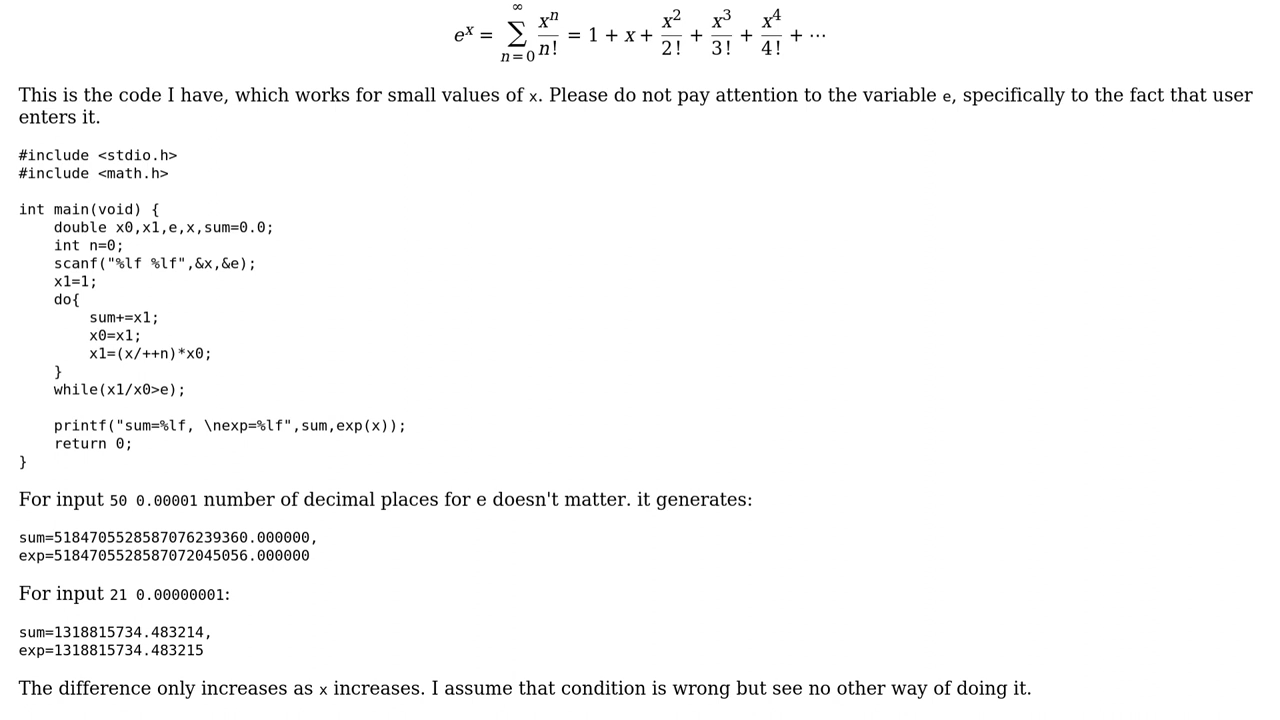 e^x = ∑_{n=0}^{∞} x^n/n! = 1 + x + x^2/2! + x^3/3! + x^4/4! + ⋯
This is the code I have, which works for small values of x. Please do not pay attention to the variable e, specifically to the fact that user
enters it.
#include <stdio.h>
#include <math.h>
int main(void) {
    double x0,x1,e,x,sum=0.0;
    int n=0;
    scanf("%lf %lf",&x,&e);
    x1=1;
    do{
        sum+=x1;
        x0=x1;
        x1=(x/++n)*x0;
    }
    while(x1/x0>e);
    printf("sum=%lf, \nexp=%lf",sum,exp(x));
    return 0;
}
For input 50 0.00001 number of decimal places for e doesn't matter. it generates:
sum=5184705528587076239360.000000,
exp=5184705528587072045056.000000
For input 21 0.00000001:
sum=1318815734.483214,
exp=1318815734.483215
The difference only increases as x increases. I assume that condition is wrong but see no other way of doing it.